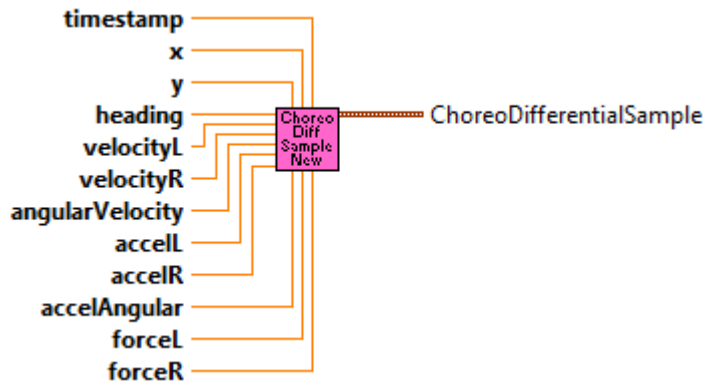 timestamp
x
y
heading
velocityL
velocityR
angularVelocity
accelL
accelR
accelAngular
forceL
forceR
Choreo
Diff
Sample
New
ChoreoDifferentialSample